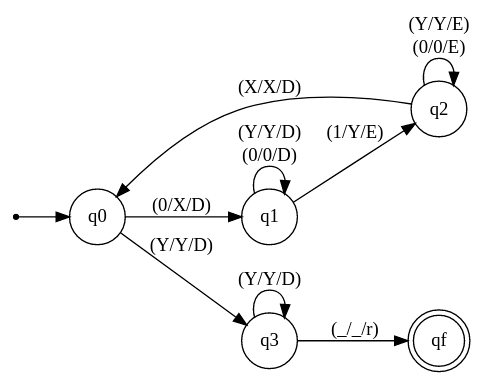 (Y/Y/E)
(0/0/E)
(X/X/D)
q2
(Y/Y/D)
(1/Y/E)
(0/0/D)
q0
(0/X/D)
q1
(Y/Y/D)
(Y/Y/D)
q3
(_/_/r)
qf